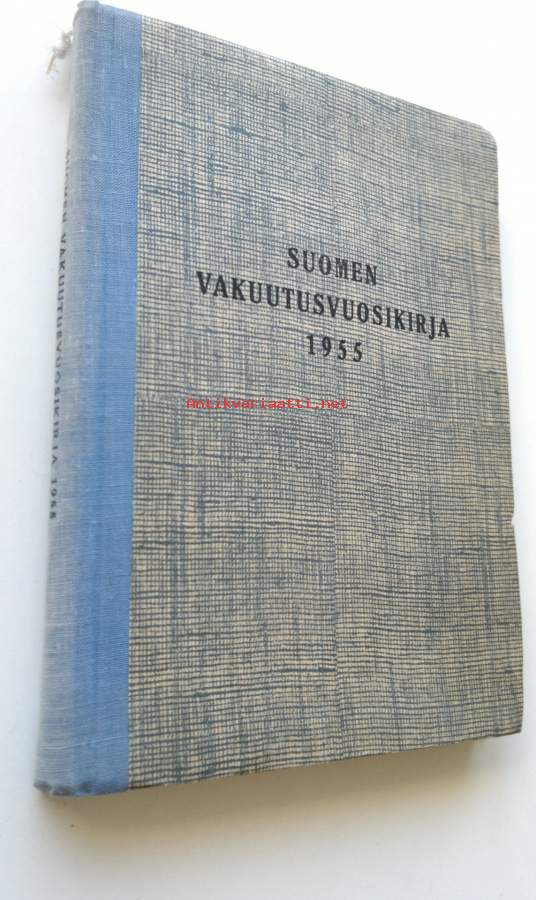 SUOMEN
VAKUUTUSVUOSIKIRJA
1955
Antikvariaatti.net
SUOMEN VAKUUTUSVUOSIKIRJA 1955